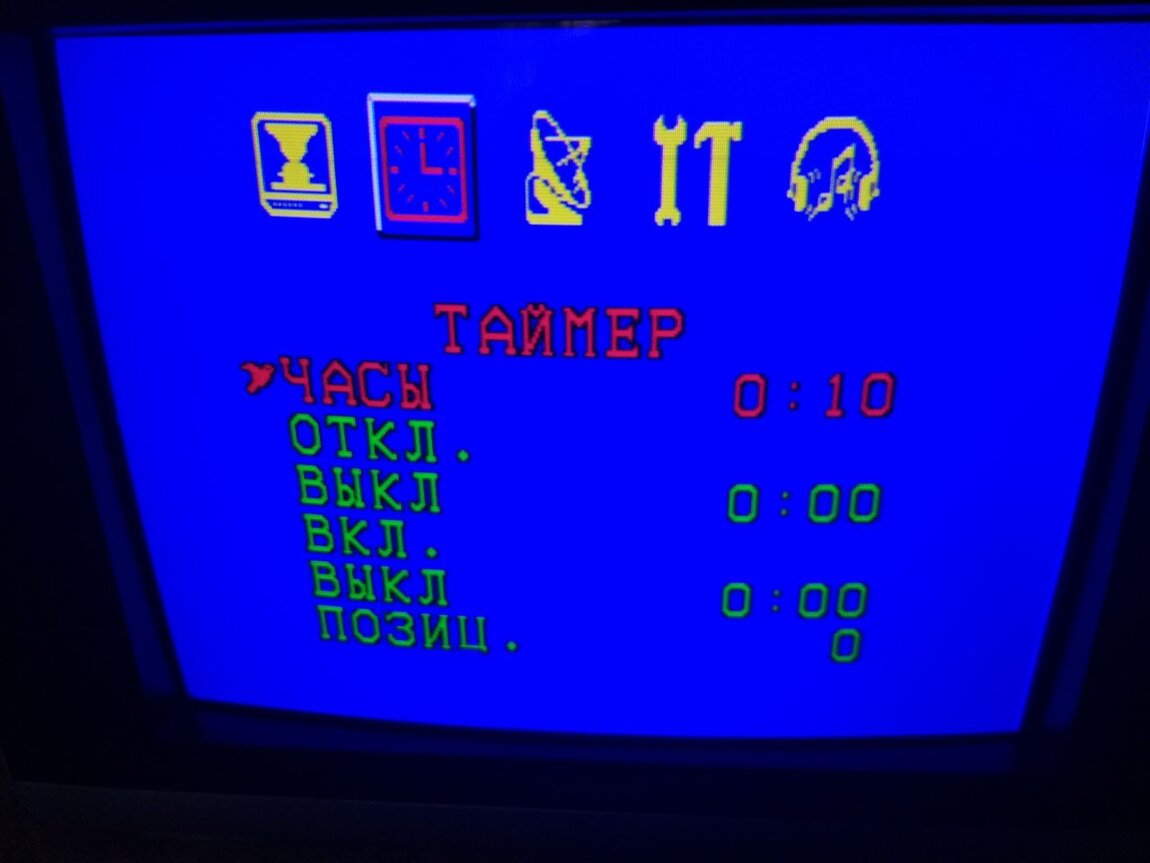 ТАЙМЕР
ЧАСЫ 0:10
ОТКЛ.
ВЫКЛ 0:00
ВКЛ.
ВЫКЛ 0:00
ПОЗИЦ. 0